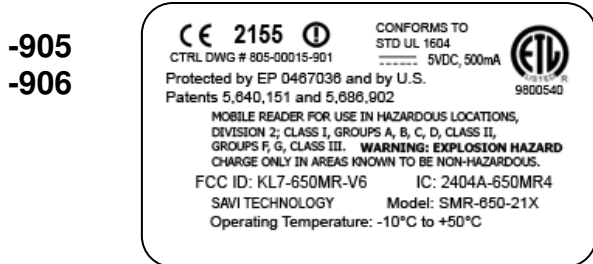 -905
-906
CE 2155
CONFORMS TO
STD UL 1604
5VDC, 500mA
CTRL DWG # 805-00015-901
ETL
LISTED R
9800540
Protected by EP 0467036 and by U.S.
Patents 5,640,151 and 5,686,902
MOBILE READER FOR USE IN HAZARDOUS LOCATIONS,
DIVISION 2; CLASS I, GROUPS A, B, C, D, CLASS II,
GROUPS F, G, CLASS III. WARNING: EXPLOSION HAZARD
CHARGE ONLY IN AREAS KNOWN TO BE NON-HAZARDOUS.
FCC ID: KL7-650MR-V6 IC: 2404A-650MR4
SAVI TECHNOLOGY Model: SMR-650-21X
Operating Temperature: -10°C to +50°C